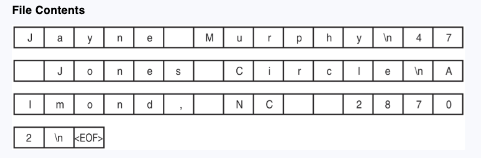 File Contents
J a y n e   M u r p h y \n 4 7
  J o n e s   C i r c l e \n A
l m o n d ,   N C     2 8 7 0
2 \n <EOF>